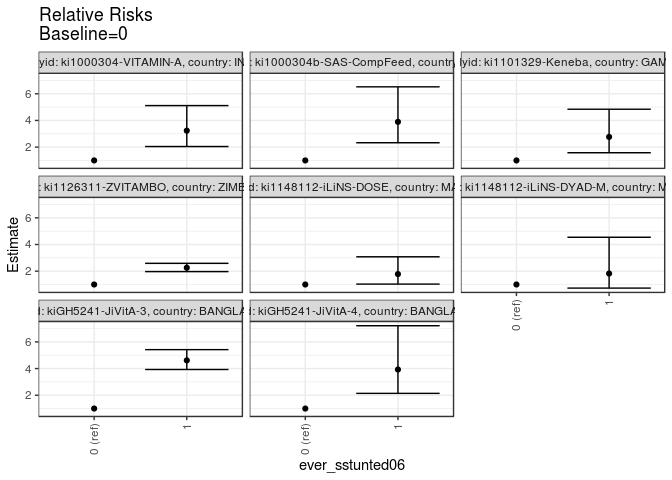 Relative Risks
Baseline=0
yid: ki1000304-VITAMIN-A, country: IN
: ki1000304b-SAS-CompFeed, country
yid: ki1101329-Keneba, country: GAM
6
4
2
: ki1126311-ZVITAMBO, country: ZIME
d: ki1148112-iLiNS-DOSE, country: MA
: ki1148112-iLiNS-DYAD-M, country: M
6
4
2
d: kiGH5241-JiVitA-3, country: BANGLA
d: kiGH5241-JiVitA-4, country: BANGLA
6
4
2
0 (ref)
1
0 (ref)
1
0 (ref)
1
Estimate
ever_sstunted06